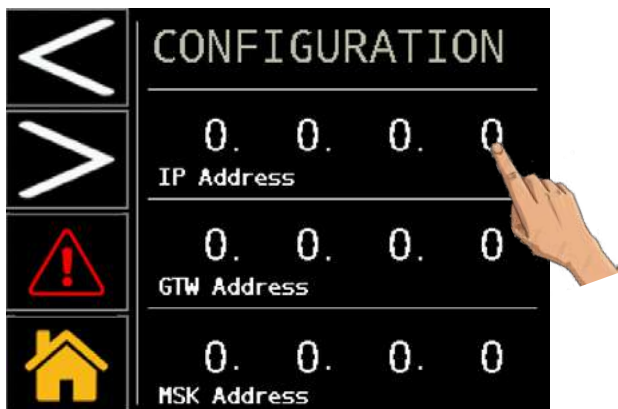 CONFIGURATION
0. 0. 0. 0
IP Address
0. 0. 0. 0
GTW Address
0. 0. 0. 0
MSK Address